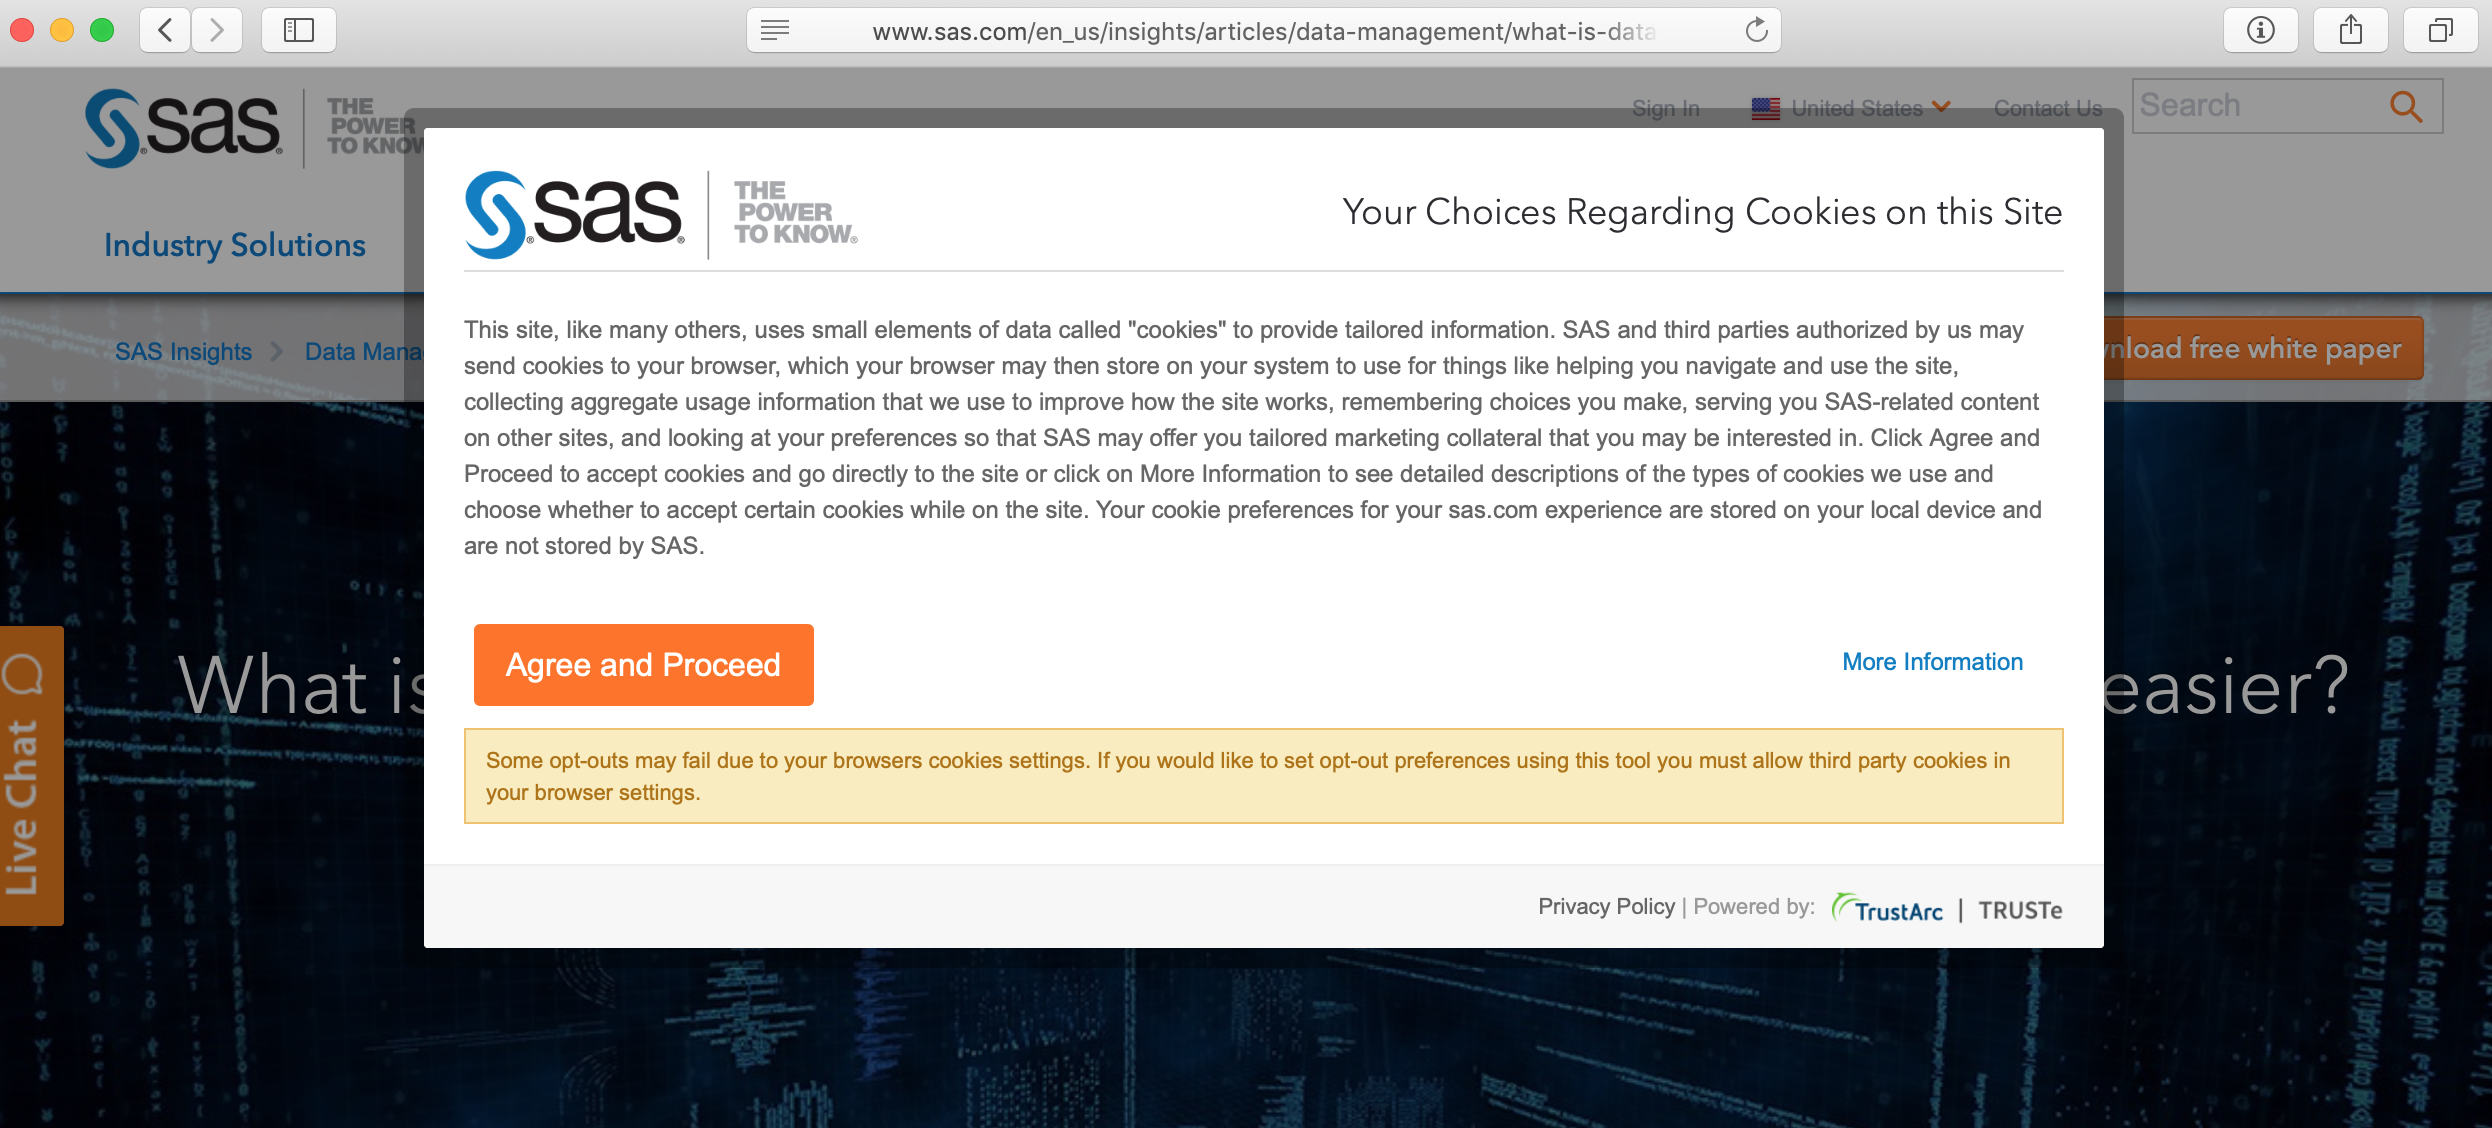 www.sas.com/en_us/insights/articles/data-management/what-is-data
sas
THE
POWER
TO KNOW
Sign In
United States
Contact Us
Search
Industry Solutions
SAS Insights
Data Mana
nload free white paper
What is
easier?
Live Chat
sas
THE
POWER
TO KNOW
Your Choices Regarding Cookies on this Site
This site, like many others, uses small elements of data called "cookies" to provide tailored information. SAS and third parties authorized by us may
send cookies to your browser, which your browser may then store on your system to use for things like helping you navigate and use the site,
collecting aggregate usage information that we use to improve how the site works, remembering choices you make, serving you SAS-related content
on other sites, and looking at your preferences so that SAS may offer you tailored marketing collateral that you may be interested in. Click Agree and
Proceed to accept cookies and go directly to the site or click on More Information to see detailed descriptions of the types of cookies we use and
choose whether to accept certain cookies while on the site. Your cookie preferences for your sas.com experience are stored on your local device and
are not stored by SAS.
Agree and Proceed
More Information
Some opt-outs may fail due to your browsers cookies settings. If you would like to set opt-out preferences using this tool you must allow third party cookies in
your browser settings.
Privacy Policy | Powered by: TrustArc | TRUSTe